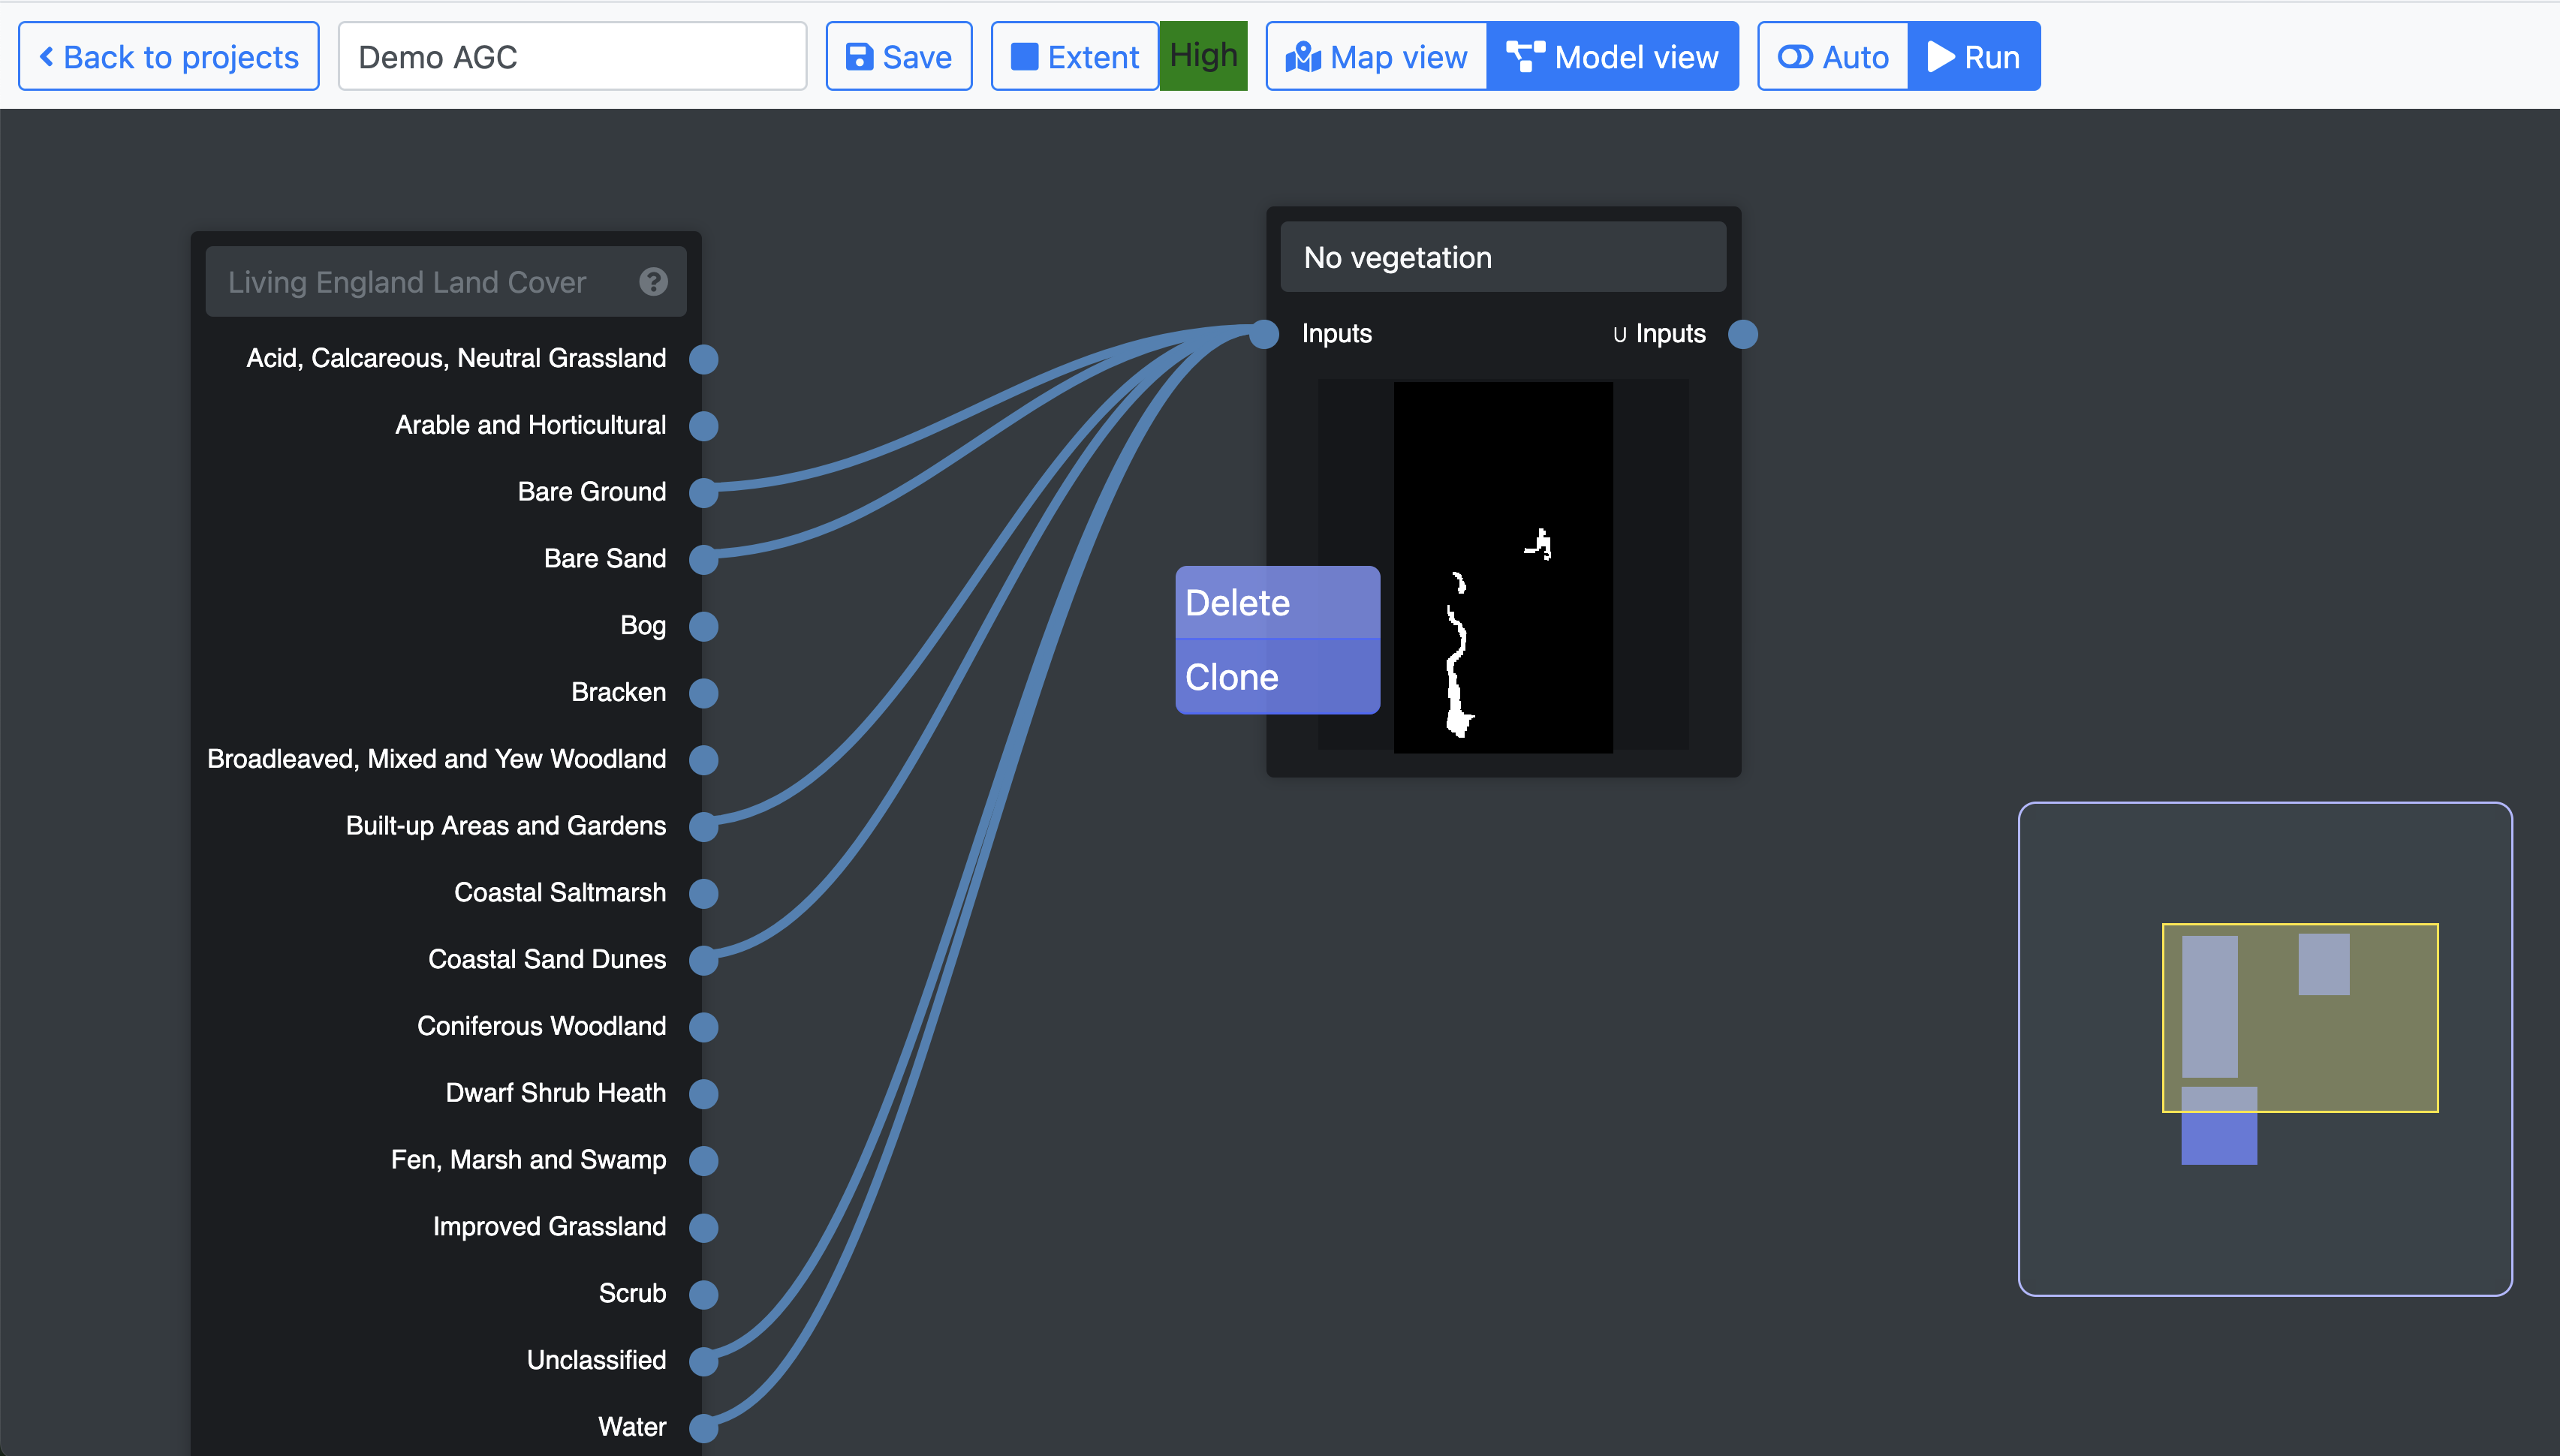 Back to projects
Demo AGC
Save
Extent
High
Map view
Model view
Auto
Run
Living England Land Cover
Acid, Calcareous, Neutral Grassland
Arable and Horticultural
Bare Ground
Bare Sand
Bog
Bracken
Broadleaved, Mixed and Yew Woodland
Built-up Areas and Gardens
Coastal Saltmarsh
Coastal Sand Dunes
Coniferous Woodland
Dwarf Shrub Heath
Fen, Marsh and Swamp
Improved Grassland
Scrub
Unclassified
Water
No vegetation
Inputs
∪ Inputs
Delete
Clone